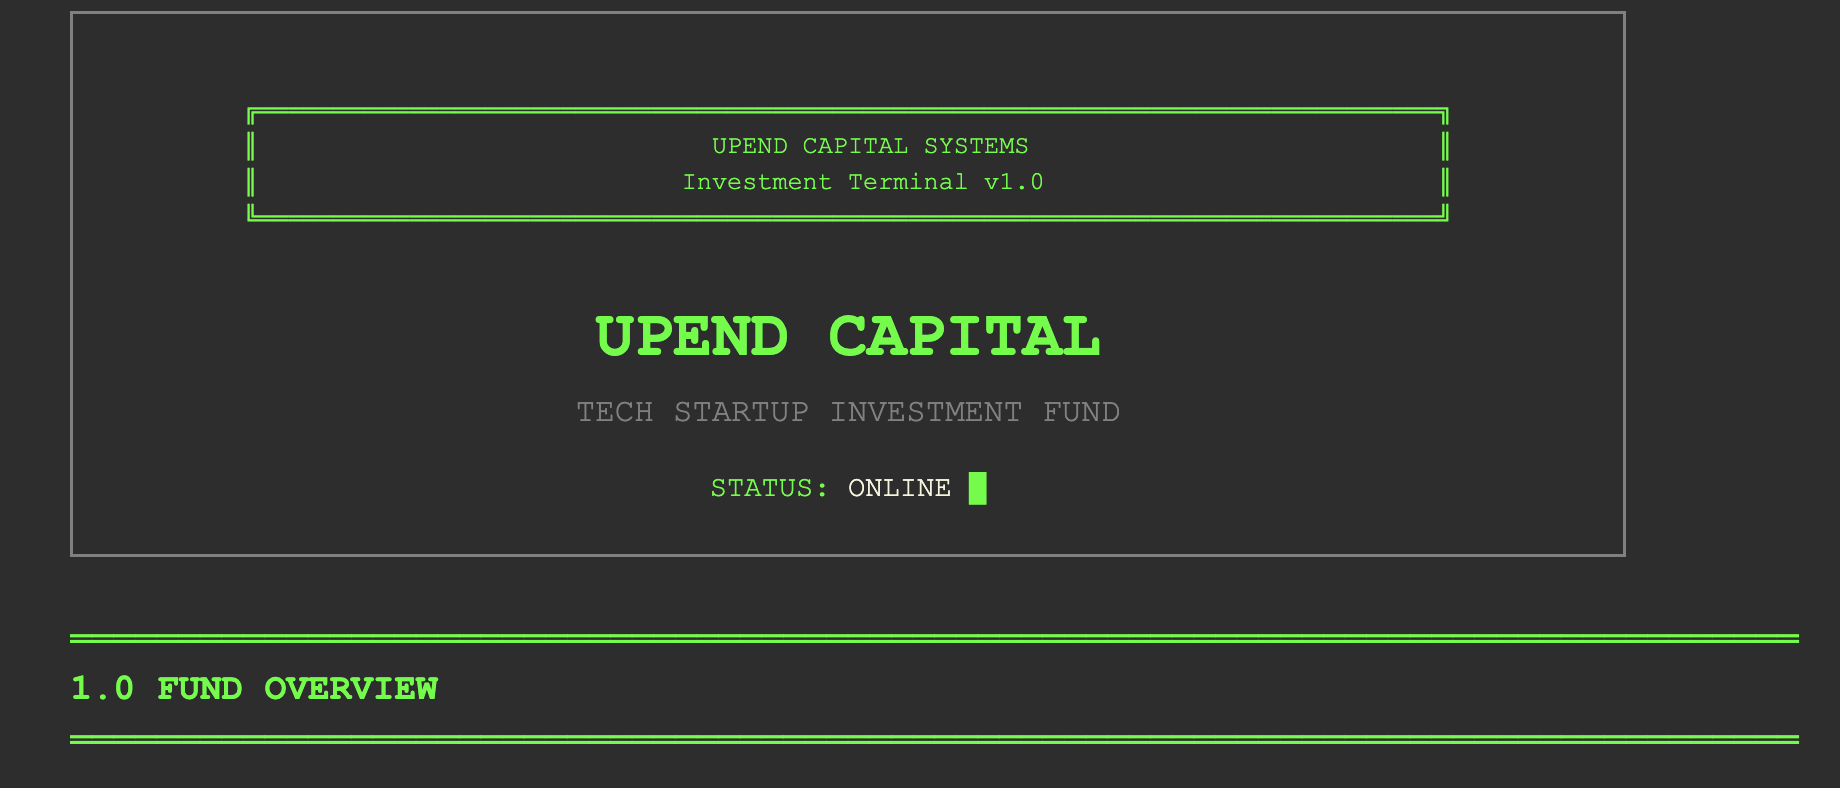 UPEND CAPITAL SYSTEMS
Investment Terminal v1.0
UPEND CAPITAL
TECH STARTUP INVESTMENT FUND
STATUS: ONLINE
1.0 FUND OVERVIEW